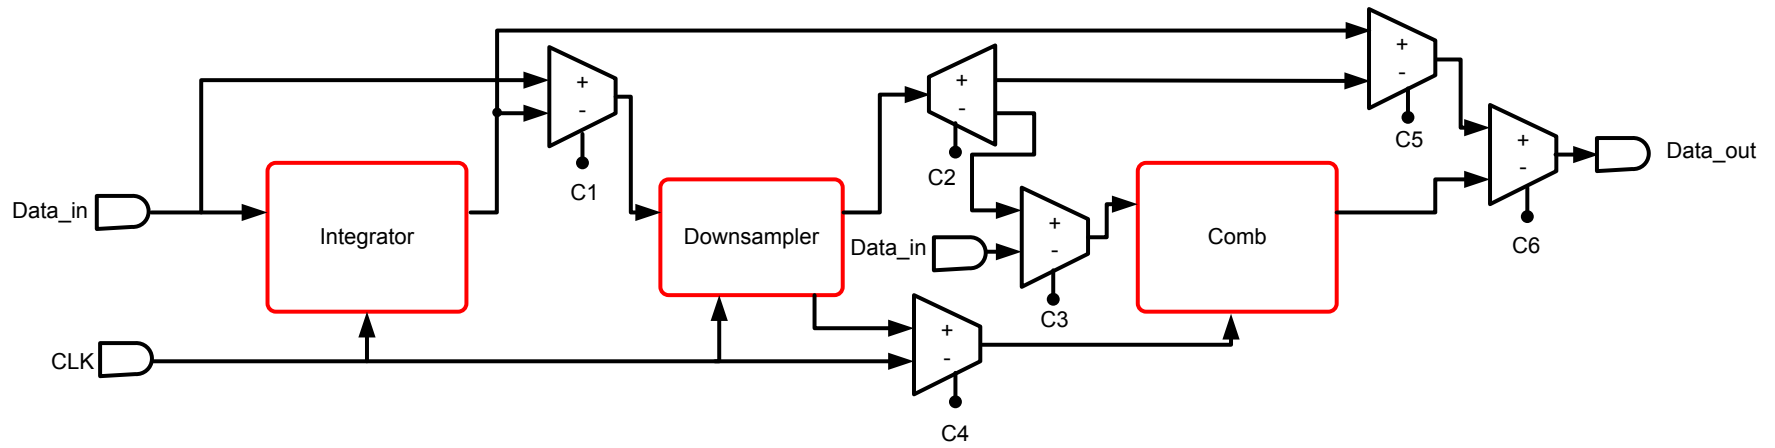 +
-
C5
+
-
C1
+
-
C2
+
-
C6
Data_out
Data_in
Integrator
Downsampler
Data_in
+
-
C3
Comb
CLK
+
-
C4